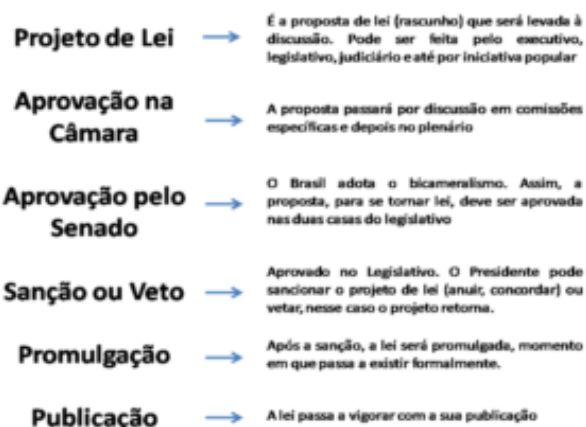 Projeto de Lei
É a proposta de lei (rascunho) que será levada à
discussão. Pode ser feita pelo executivo,
legislativo, judiciário e até por iniciativa popular
Aprovação na
Câmara
A proposta passará por discussão em comissões
específicas e depois no plenário
Aprovação pelo
Senado
O Brasil adota o bicameralismo. Assim, a
proposta, para se tornar lei, deve ser aprovada
nas duas casas do legislativo
Sanção ou Veto
Aprovado no Legislativo. O Presidente pode
sancionar o projeto de lei (anuir, concordar) ou
vetar, nesse caso o projeto retorna.
Promulgação
Após a sanção, a lei será promulgada, momento
em que passa a existir formalmente.
Publicação
A lei passa a vigorar com a sua publicação